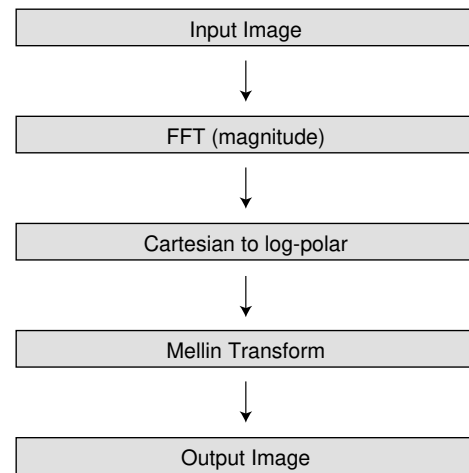 Input Image
FFT (magnitude)
Cartesian to log-polar
Mellin Transform
Output Image